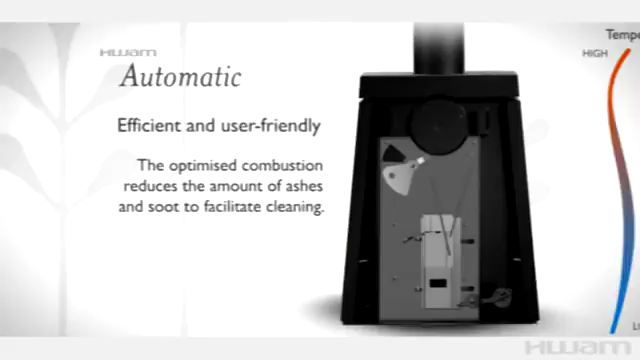 HWAM
Automatic
Efficient and user-friendly
The optimised combustion
reduces the amount of ashes
and soot to facilitate cleaning.
HIGH
HWAM